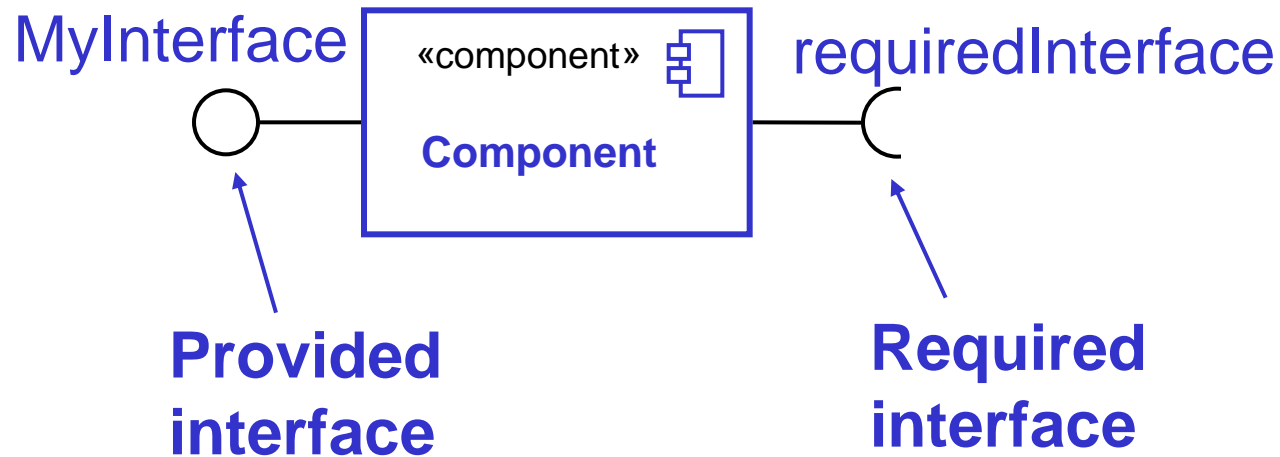 MyInterface
«component»
requiredInterface
Component
Provided
interface
Required
interface